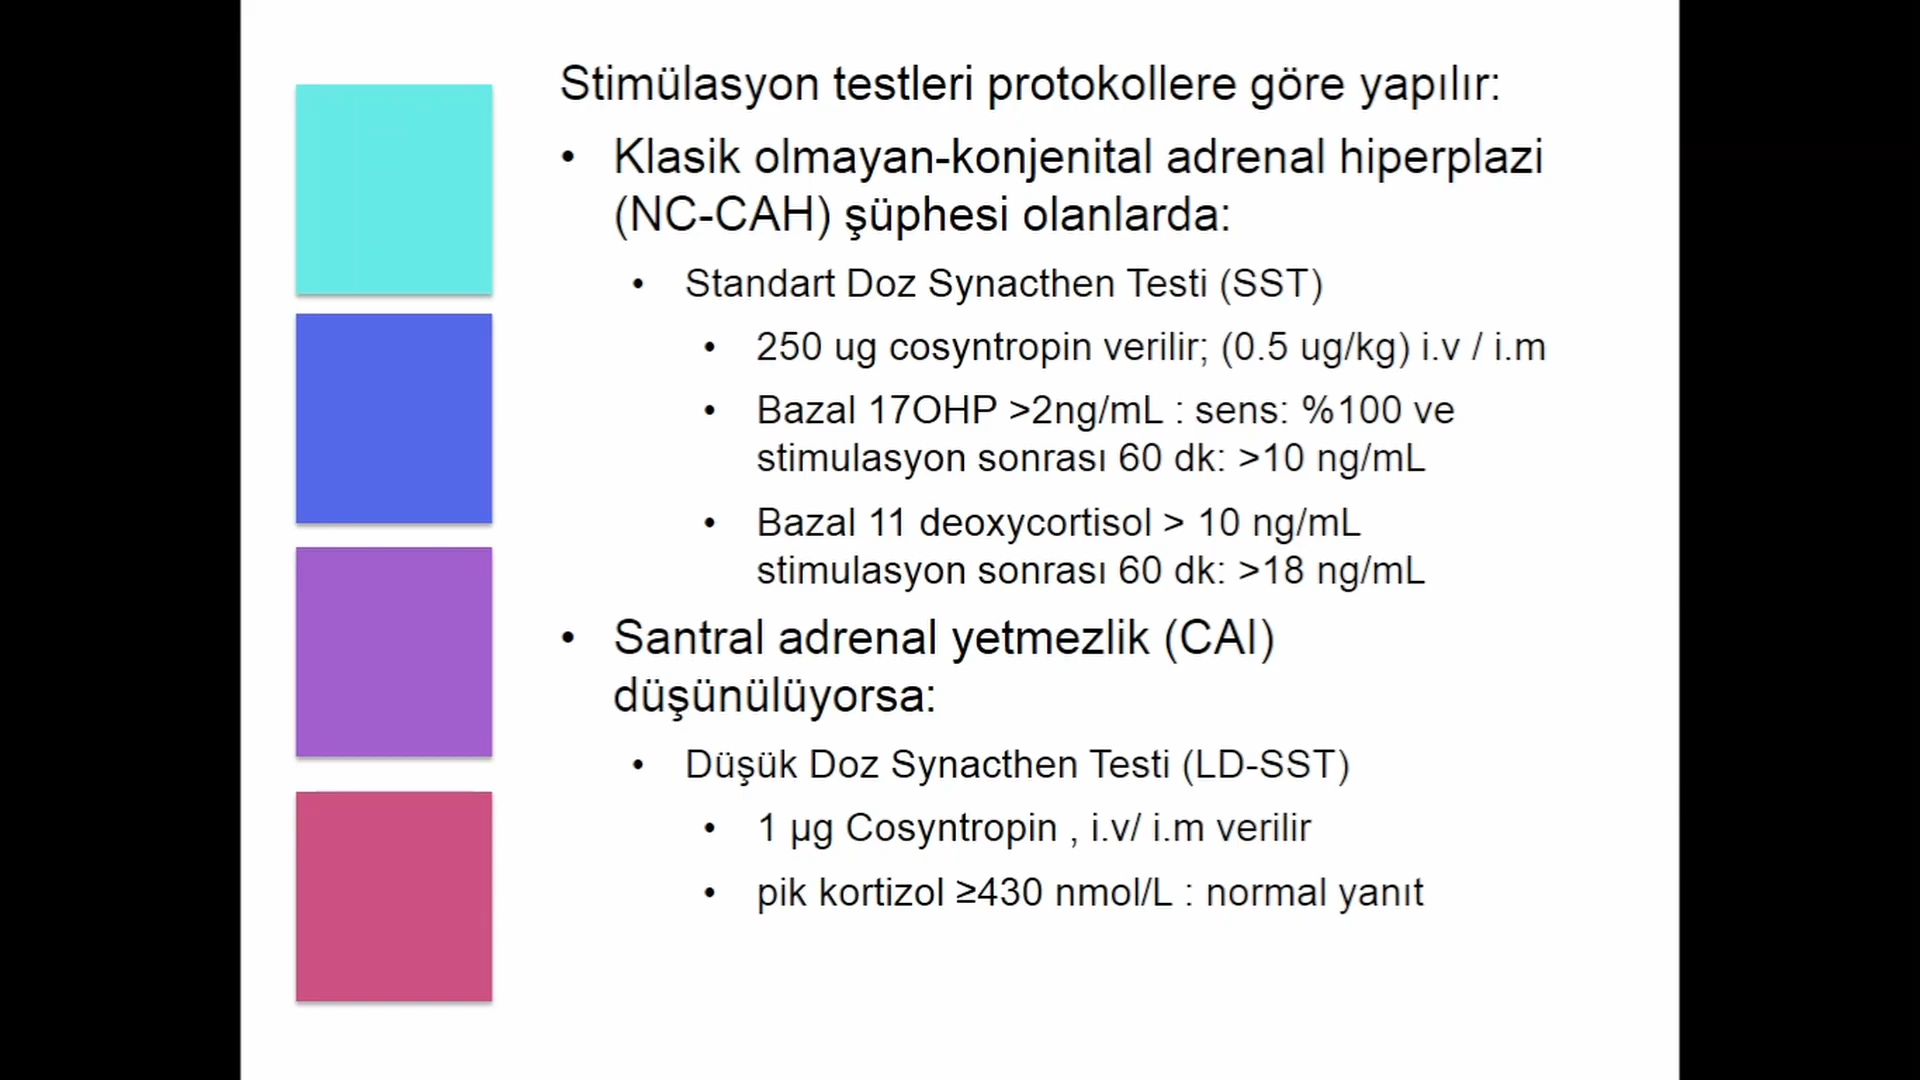 Stimülasyon testleri protokollere göre yapılır:
• Klasik olmayan-konjenital adrenal hiperplazi
(NC-CAH) şüphesi olanlarda:
• Standart Doz Synacthen Testi (SST)
• 250 ug cosyntropin verilir; (0.5 ug/kg) i.v / i.m
• Bazal 17OHP >2ng/mL : sens: %100 ve
stimulasyon sonrası 60 dk: >10 ng/mL
• Bazal 11 deoxycortisol > 10 ng/mL
stimulasyon sonrası 60 dk: >18 ng/mL
• Santral adrenal yetmezlik (CAI)
düşünülüyorsa:
• Düşük Doz Synacthen Testi (LD-SST)
• 1 µg Cosyntropin , i.v/ i.m verilir
• pik kortizol ≥430 nmol/L : normal yanıt